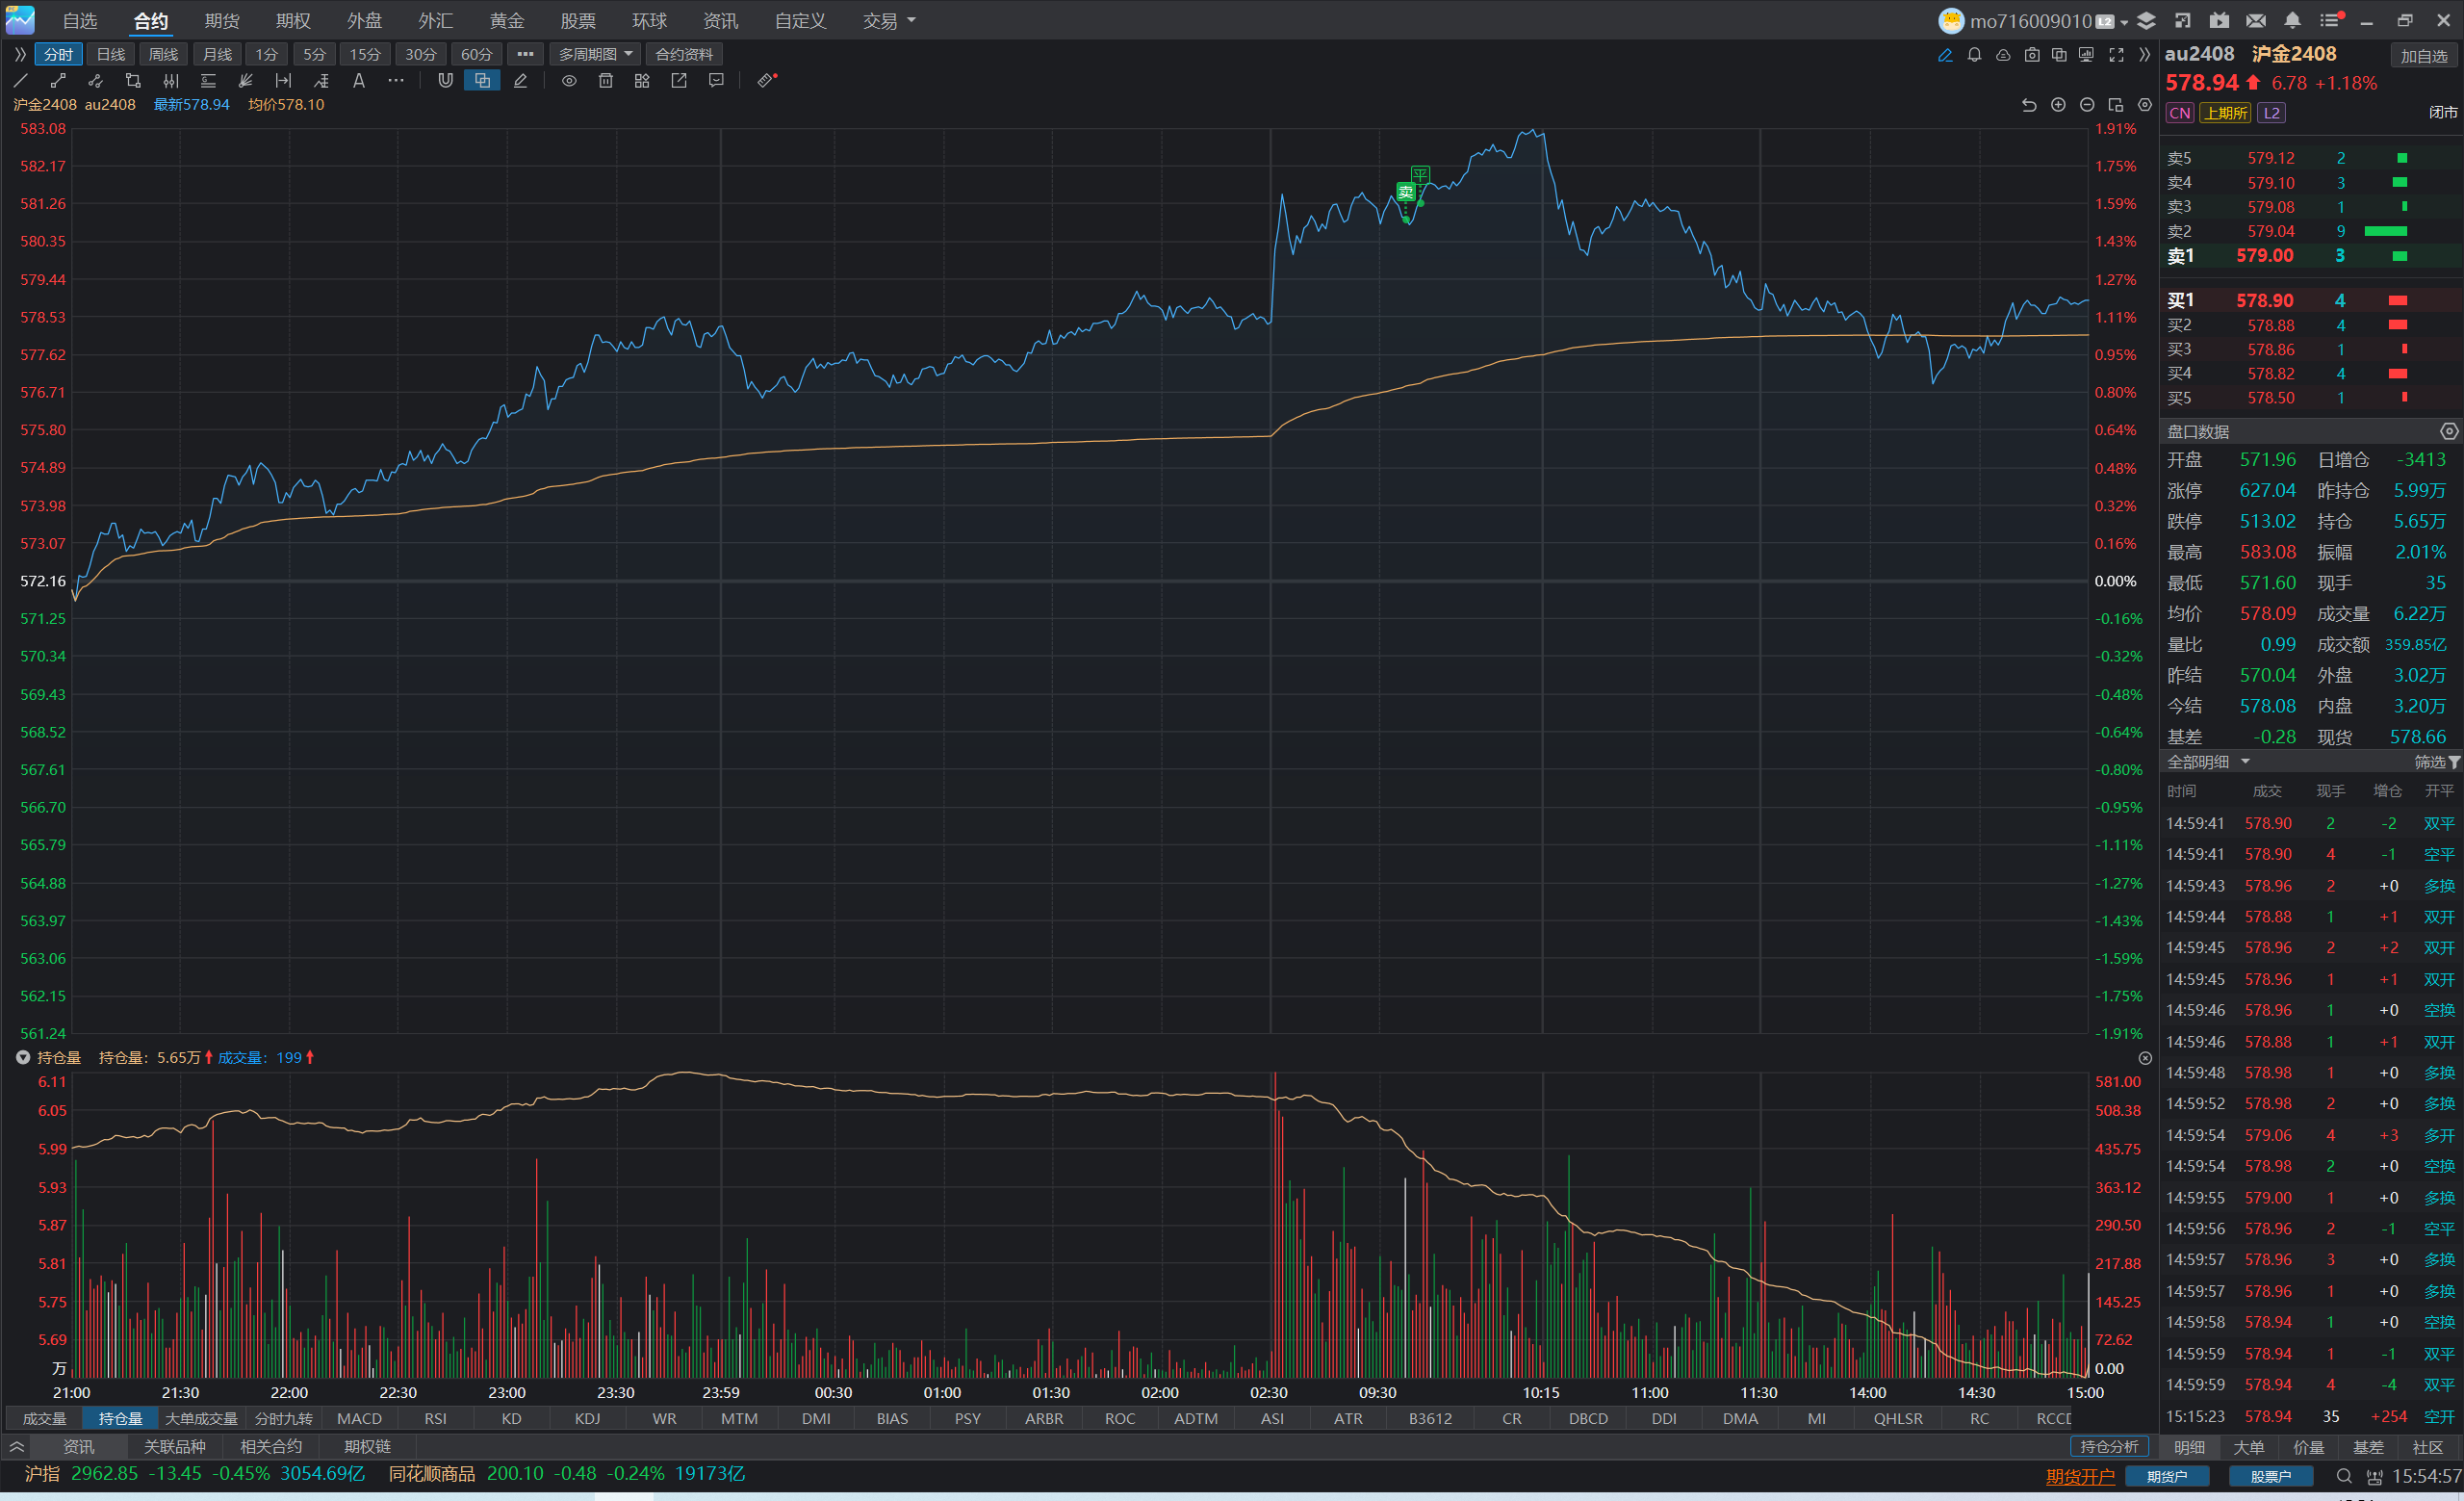 自选 合约 期货 期权 外盘 外汇 黄金 股票 环球 资讯 自定义 交易 mo716009010 L2
分时 日线 周线 月线 1分 5分 15分 30分 60分 ••• 多周期图 合约资料
沪金2408 au2408 最新578.94 均价578.10
583.08 1.91%
582.17 1.75%
581.26 1.59%
580.35 1.43%
579.44 1.27%
578.53 1.11%
577.62 0.95%
576.71 0.80%
575.80 0.64%
574.89 0.48%
573.98 0.32%
573.07 0.16%
572.16 0.00%
571.25 -0.16%
570.34 -0.32%
569.43 -0.48%
568.52 -0.64%
567.61 -0.80%
566.70 -0.95%
565.79 -1.11%
564.88 -1.27%
563.97 -1.43%
563.06 -1.59%
562.15 -1.75%
561.24 -1.91%
平
卖
持仓量 持仓量: 5.65万 成交量: 199
6.11 581.00
6.05 508.38
5.99 435.75
5.93 363.12
5.87 290.50
5.81 217.88
5.75 145.25
5.69 72.62
万 0.00
21:00 21:30 22:00 22:30 23:00 23:30 23:59 00:30 01:00 01:30 02:00 02:30 09:30 10:15 11:00 11:30 14:00 14:30 15:00
成交量 持仓量 大单成交量 分时九转 MACD RSI KD KDJ WR MTM DMI BIAS PSY ARBR ROC ADTM ASI ATR B3612 CR DBCD DDI DMA MI QHLSR RC RCCD
资讯 关联品种 相关合约 期权链 持仓分析
沪指 2962.85 -13.45 -0.45% 3054.69亿 同花顺商品 200.10 -0.48 -0.24% 19173亿 期货开户 期货户 股票户 15:54:57
au2408 沪金2408 加自选
578.94 6.78 +1.18%
CN 上期所 L2 闭市
卖5 579.12 2
卖4 579.10 3
卖3 579.08 1
卖2 579.04 9
卖1 579.00 3
买1 578.90 4
买2 578.88 4
买3 578.86 1
买4 578.82 4
买5 578.50 1
盘口数据
开盘 571.96 日增仓 -3413
涨停 627.04 昨持仓 5.99万
跌停 513.02 持仓 5.65万
最高 583.08 振幅 2.01%
最低 571.60 现手 35
均价 578.09 成交量 6.22万
量比 0.99 成交额 359.85亿
昨结 570.04 外盘 3.02万
今结 578.08 内盘 3.20万
基差 -0.28 现货 578.66
全部明细 筛选
时间 成交 现手 增仓 开平
14:59:41 578.90 2 -2 双平
14:59:41 578.90 4 -1 空平
14:59:43 578.96 2 +0 多换
14:59:44 578.88 1 +1 双开
14:59:45 578.96 2 +2 双开
14:59:45 578.96 1 +1 双开
14:59:46 578.96 1 +0 空换
14:59:46 578.88 1 +1 双开
14:59:48 578.98 1 +0 多换
14:59:52 578.98 2 +0 多换
14:59:54 579.06 4 +3 多开
14:59:54 578.98 2 +0 空换
14:59:55 579.00 1 +0 多换
14:59:56 578.96 2 -1 空平
14:59:57 578.96 3 +0 多换
14:59:57 578.96 1 +0 多换
14:59:58 578.94 1 +0 空换
14:59:59 578.94 1 -1 双平
14:59:59 578.94 4 -4 双平
15:15:23 578.94 35 +254 空开
明细 大单 价量 基差 社区